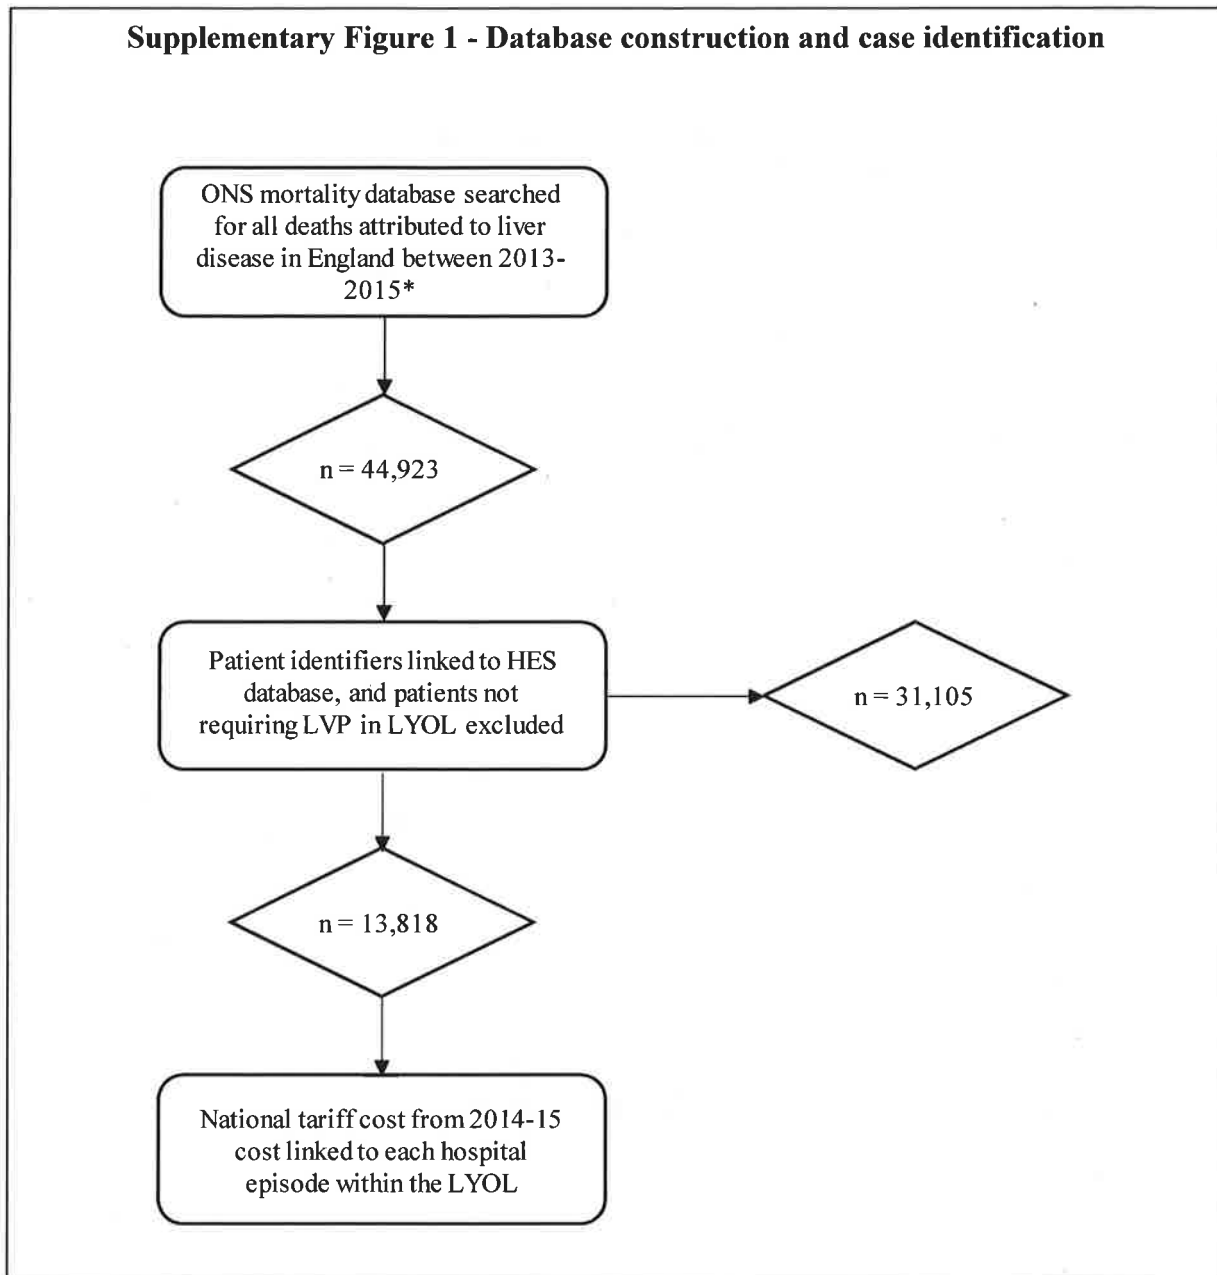 Supplementary Figure 1 - Database construction and case identification
ONS mortality database searched
for all deaths attributed to liver
disease in England between 2013-
2015*
n = 44,923
Patient identifiers linked to HES
database, and patients not
requiring LVP in LYOL excluded
n = 31,105
n = 13,818
National tariff cost from 2014-15
cost linked to each hospital
episode within the LYOL